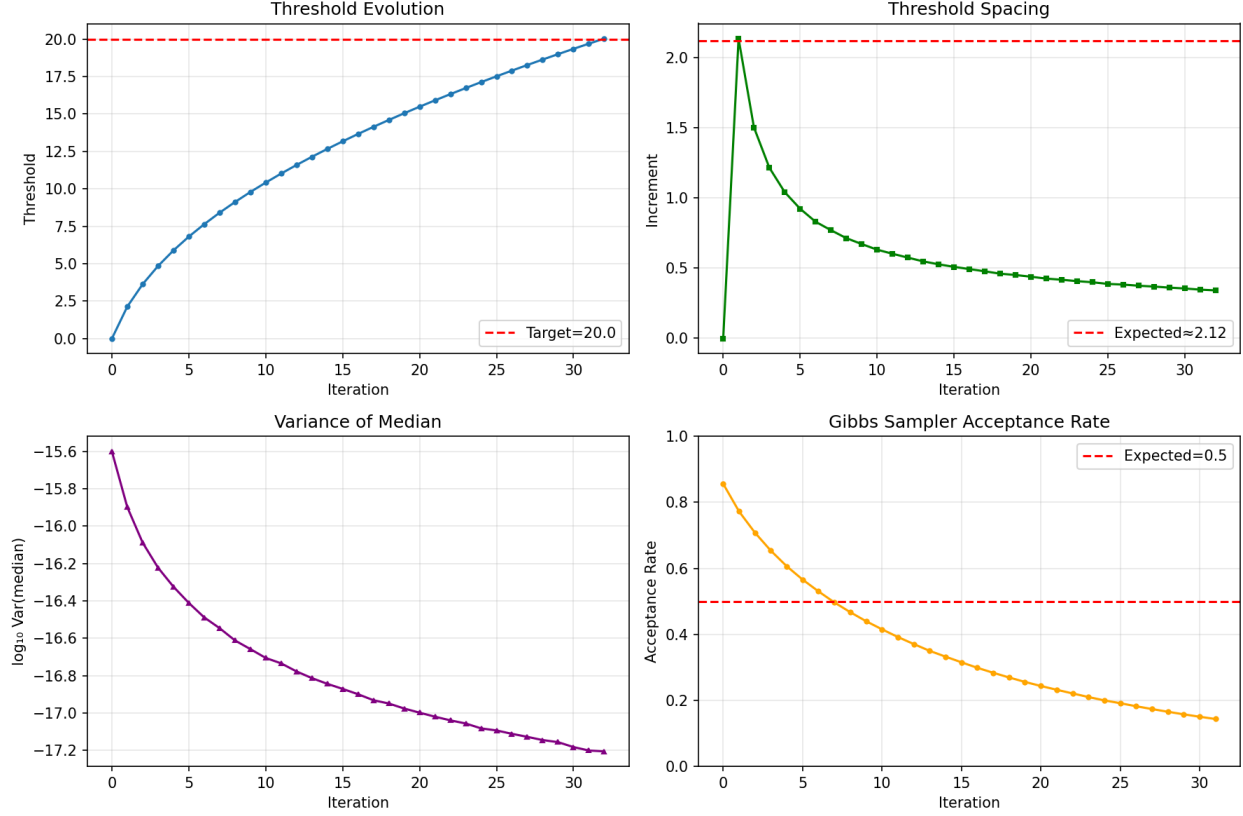 Threshold Evolution
20.0
17.5
15.0
12.5
10.0
7.5
5.0
2.5
0.0
Threshold
0 5 10 15 20 25 30
Iteration
Target=20.0
Threshold Spacing
2.0
1.5
1.0
0.5
0.0
Increment
0 5 10 15 20 25 30
Iteration
Expected≈2.12
Variance of Median
−15.6
−15.8
−16.0
−16.2
−16.4
−16.6
−16.8
−17.0
−17.2
log₁₀ Var(median)
0 5 10 15 20 25 30
Iteration
Gibbs Sampler Acceptance Rate
1.0
0.8
0.6
0.4
0.2
0.0
Acceptance Rate
0 5 10 15 20 25 30
Iteration
Expected=0.5